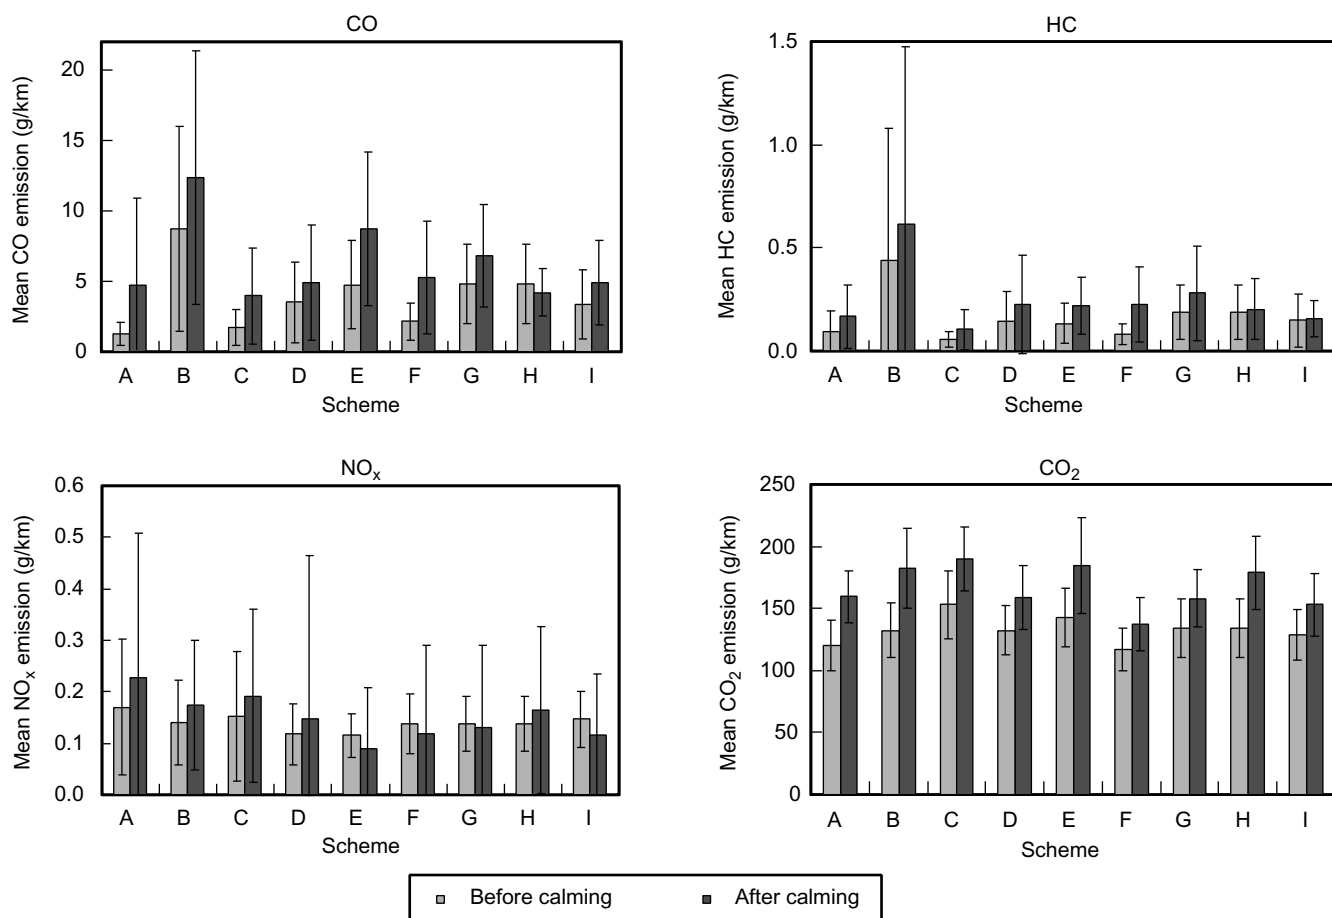 CO
Mean CO emission (g/km)
20
15
10
5
0
A B C D E F G H I
Scheme
HC
Mean HC emission (g/km)
1.5
1.0
0.5
0.0
A B C D E F G H I
Scheme
NOx
Mean NOx emission (g/km)
0.6
0.5
0.4
0.3
0.2
0.1
0.0
A B C D E F G H I
Scheme
CO2
Mean CO2 emission (g/km)
250
200
150
100
50
0
A B C D E F G H I
Scheme
Before calming After calming